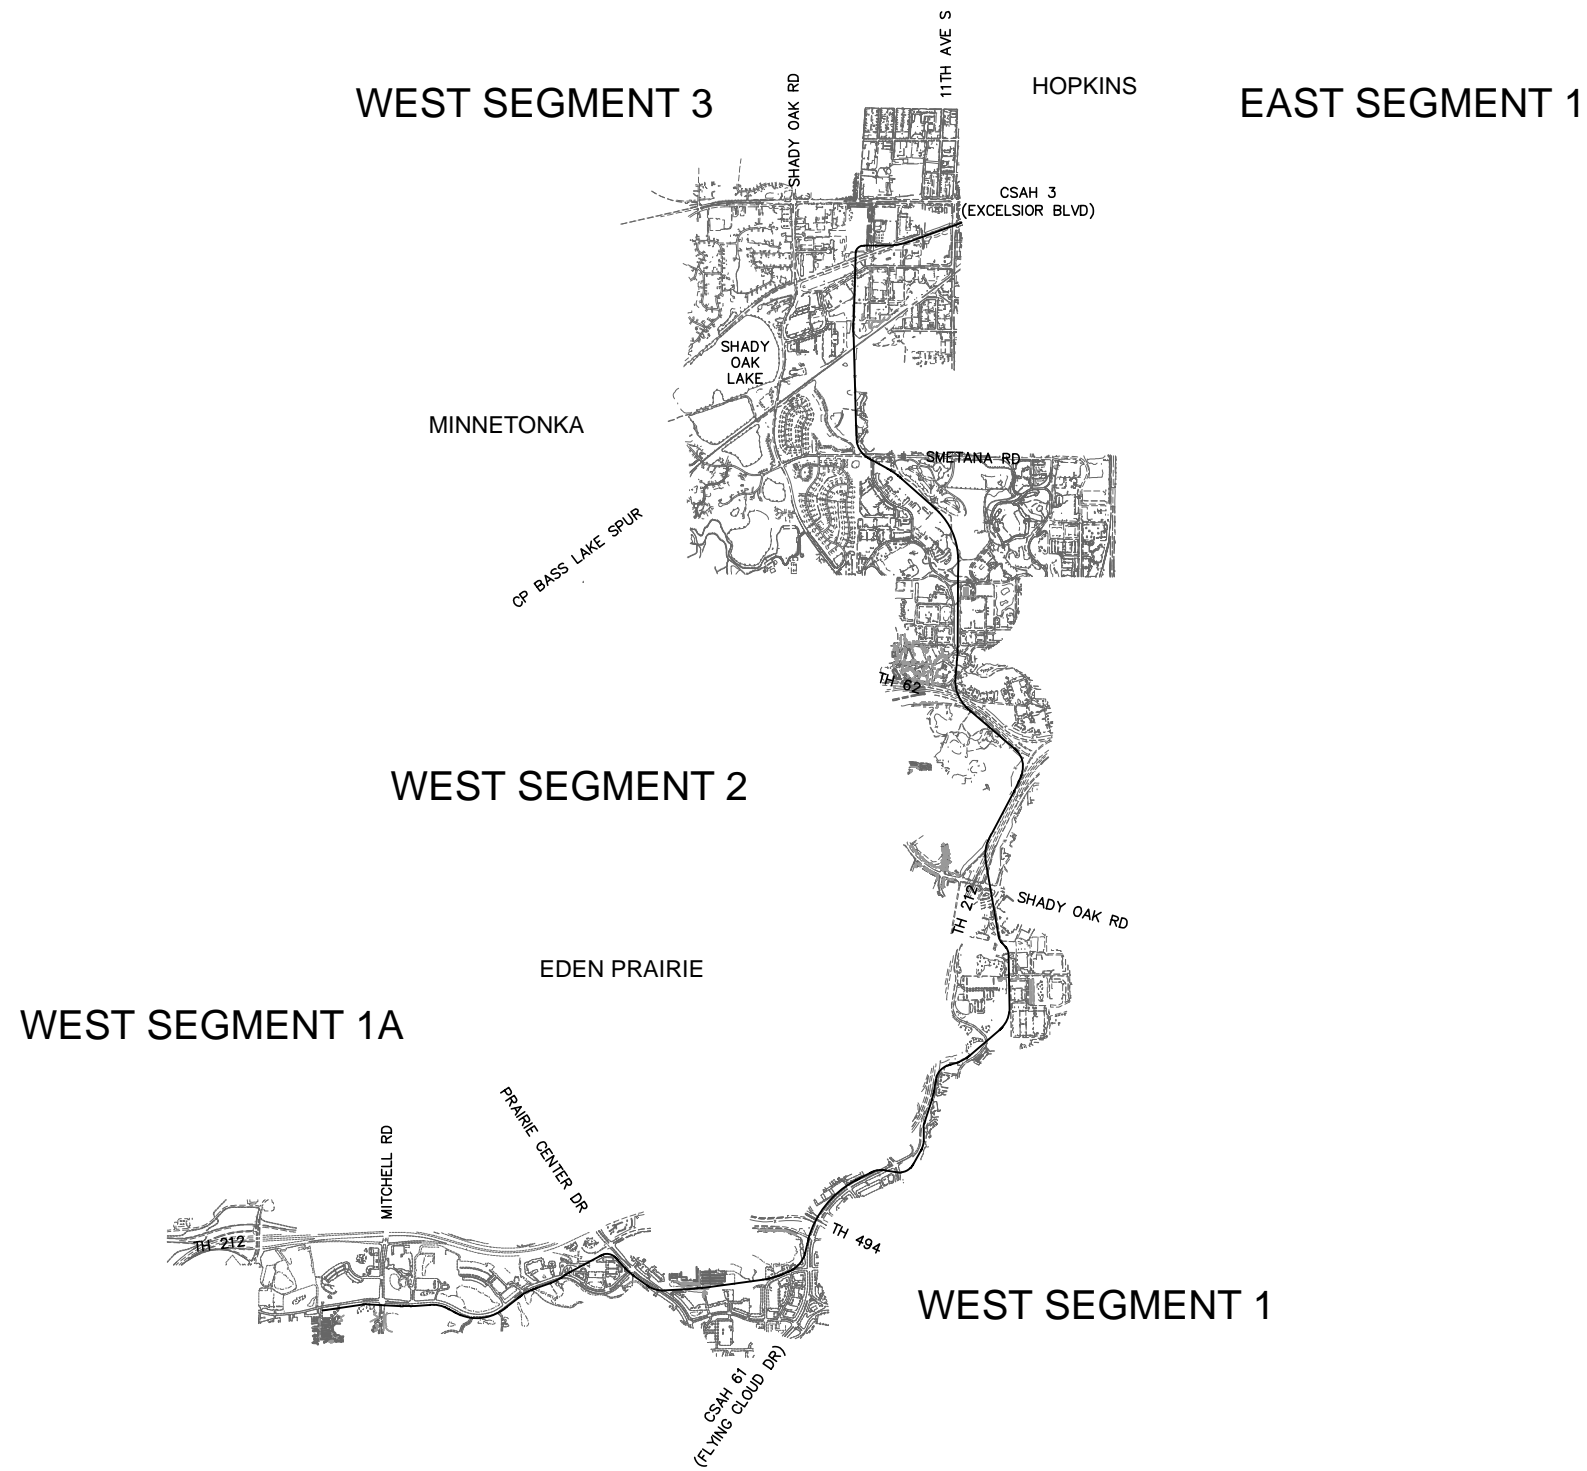 11TH AVE S
HOPKINS
WEST SEGMENT 3
SHADY OAK RD
EAST SEGMENT 1
CSAH 3
(EXCELSIOR BLVD)
SHADY
OAK
LAKE
MINNETONKA
SMETANA RD
CP BASS LAKE SPUR
TH 62
WEST SEGMENT 2
TH 212
SHADY OAK RD
EDEN PRAIRIE
WEST SEGMENT 1A
PRAIRIE CENTER DR
MITCHELL RD
TH 212
TH 494
WEST SEGMENT 1
CSAH 61
(FLYING CLOUD DR)